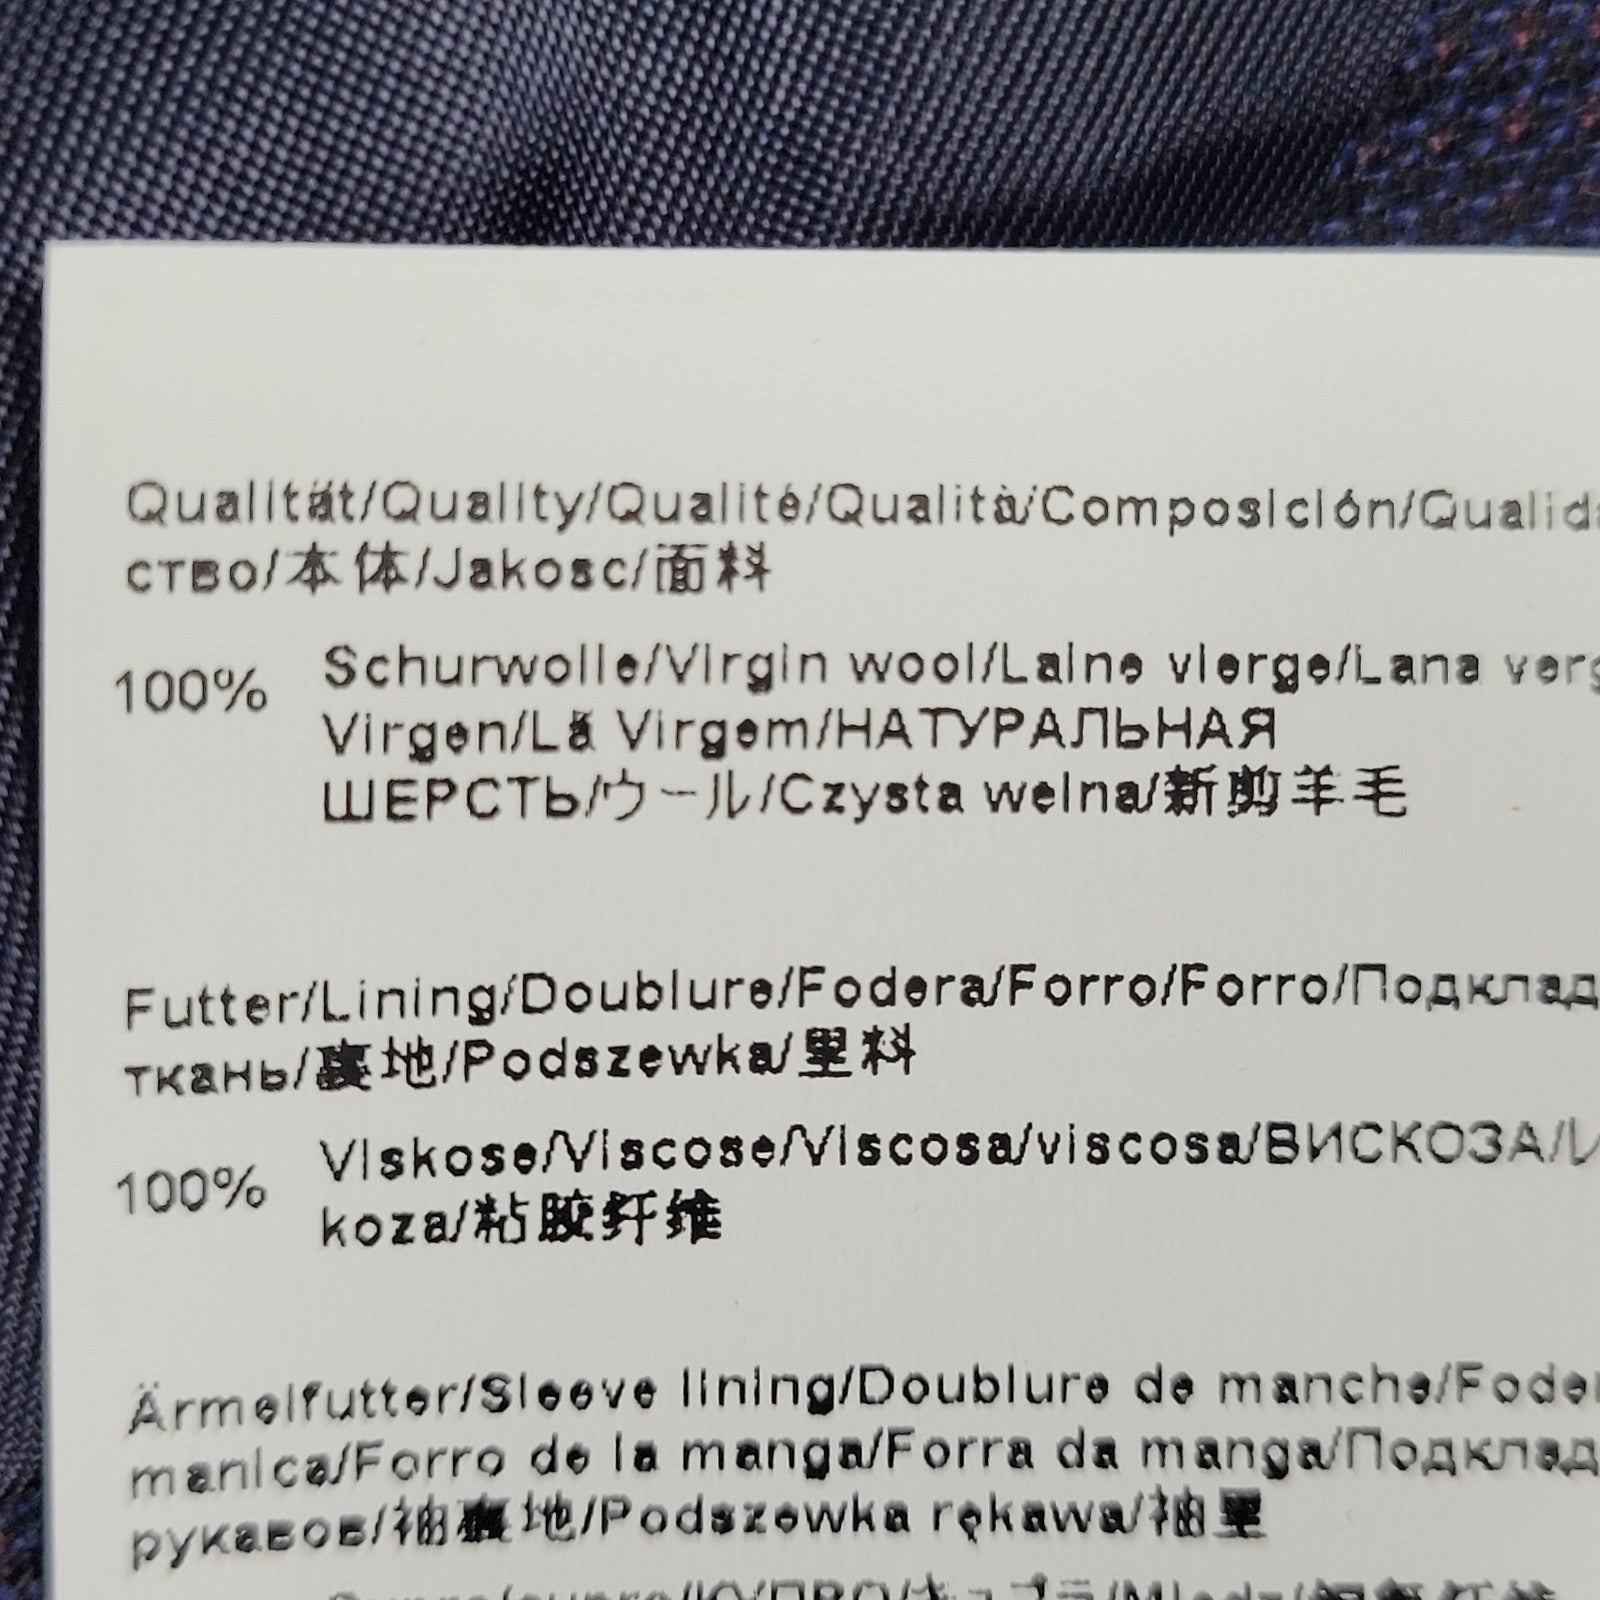 Qualität/Quality/Qualité/Qualità/Composición/Qualida
ство/本体/Jakosc/面料
100% Schurwolle/Virgin wool/Laine vierge/Lana verg
Virgen/Lã Virgem/НАТУРАЛЬНАЯ
ШЕРСТЬ/ウール/Czysta welna/新剪羊毛
Futter/Lining/Doublure/Fodera/Forro/Forro/Подклад
ткань/裏地/Podszewka/里料
100% Viskose/Viscose/Viscosa/viscosa/ВИСКОЗА/レ
koza/粘胶纤维
Ärmelfutter/Sleeve lining/Doublure de manche/Foder
manica/Forro de la manga/Forra da manga/Подклад
рукавов/袖裏地/Podszewka rękawa/袖里